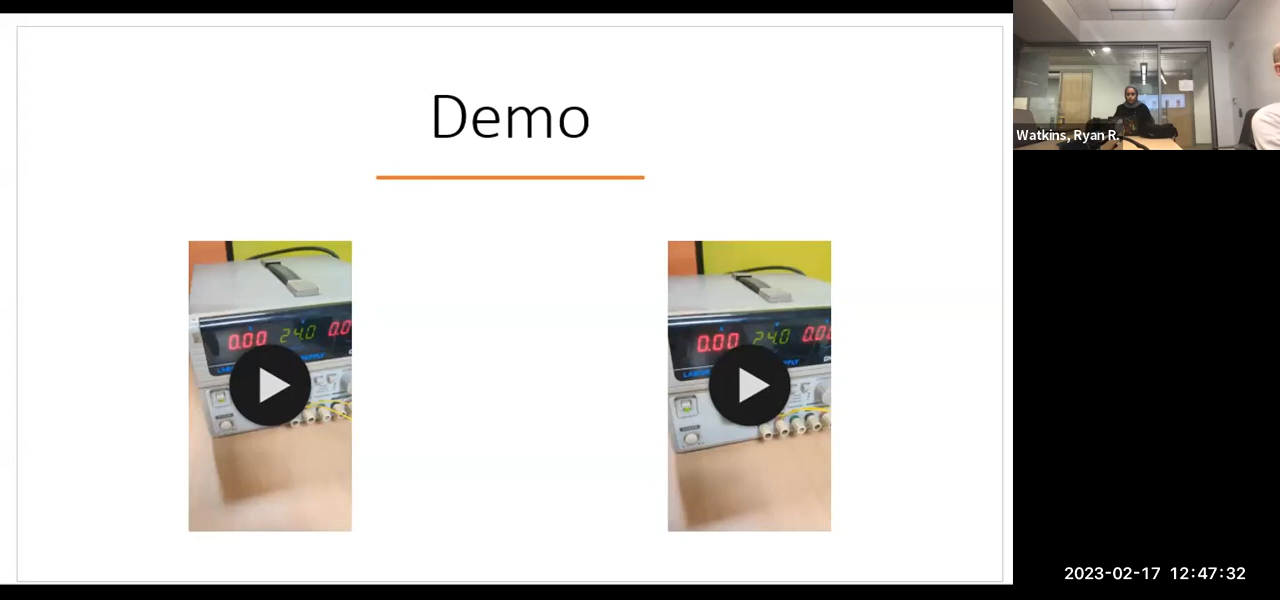 Demo
0.00 24.0 0.0
0.00 24.0 0.0
Watkins, Ryan R.
2023-02-17 12:47:32